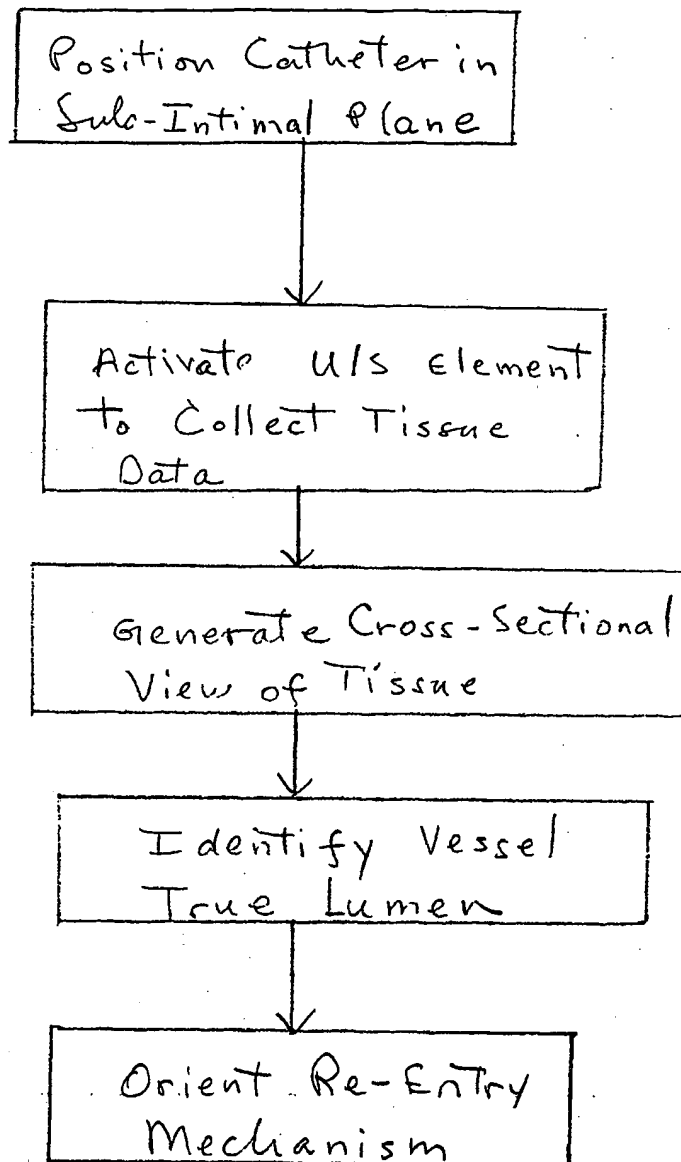 Position Catheter in
Sub-Intimal Plane
Activate U/S Element
to Collect Tissue
Data
Generate Cross-Sectional
View of Tissue
Identify Vessel
True Lumen
Orient Re-Entry
Mechanism